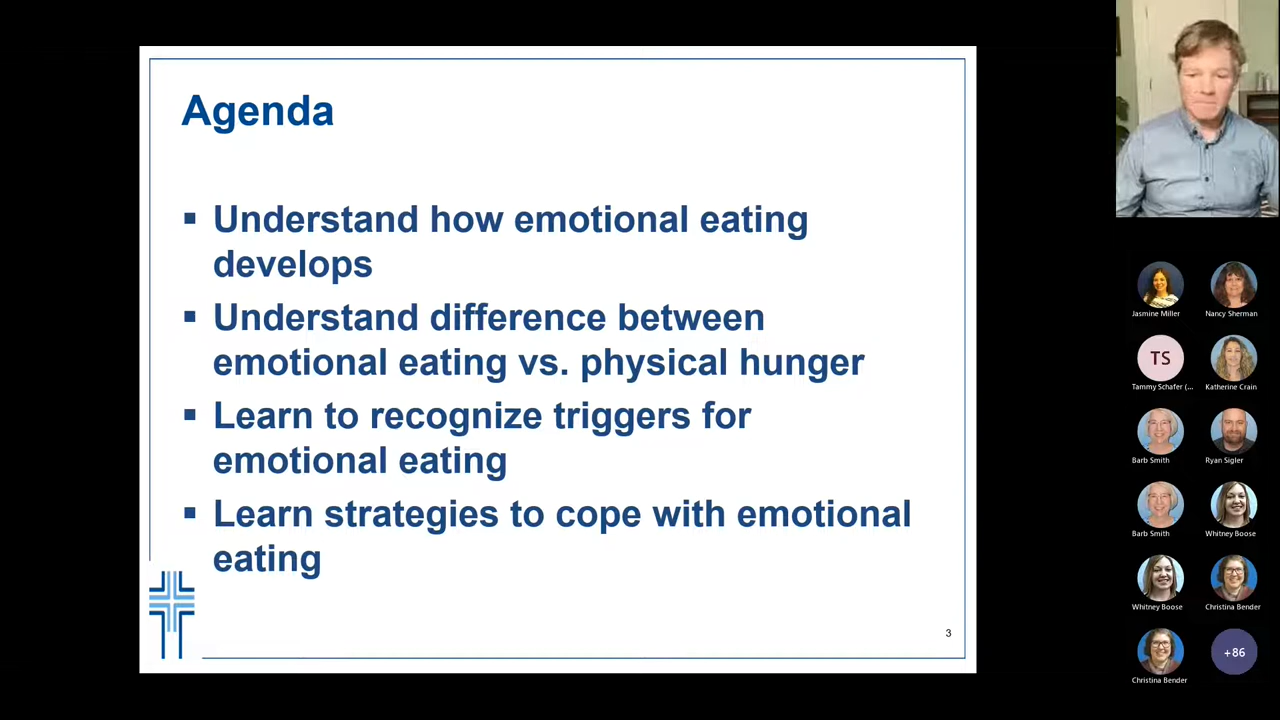 Agenda
▪ Understand how emotional eating
develops
▪ Understand difference between
emotional eating vs. physical hunger
▪ Learn to recognize triggers for
emotional eating
▪ Learn strategies to cope with emotional
eating
3
Jasmine Miller
Nancy Sherman
TS
Tammy Schafer (...
Katherine Crain
Barb Smith
Ryan Sigler
Barb Smith
Whitney Boose
Whitney Boose
Christina Bender
Christina Bender
+86